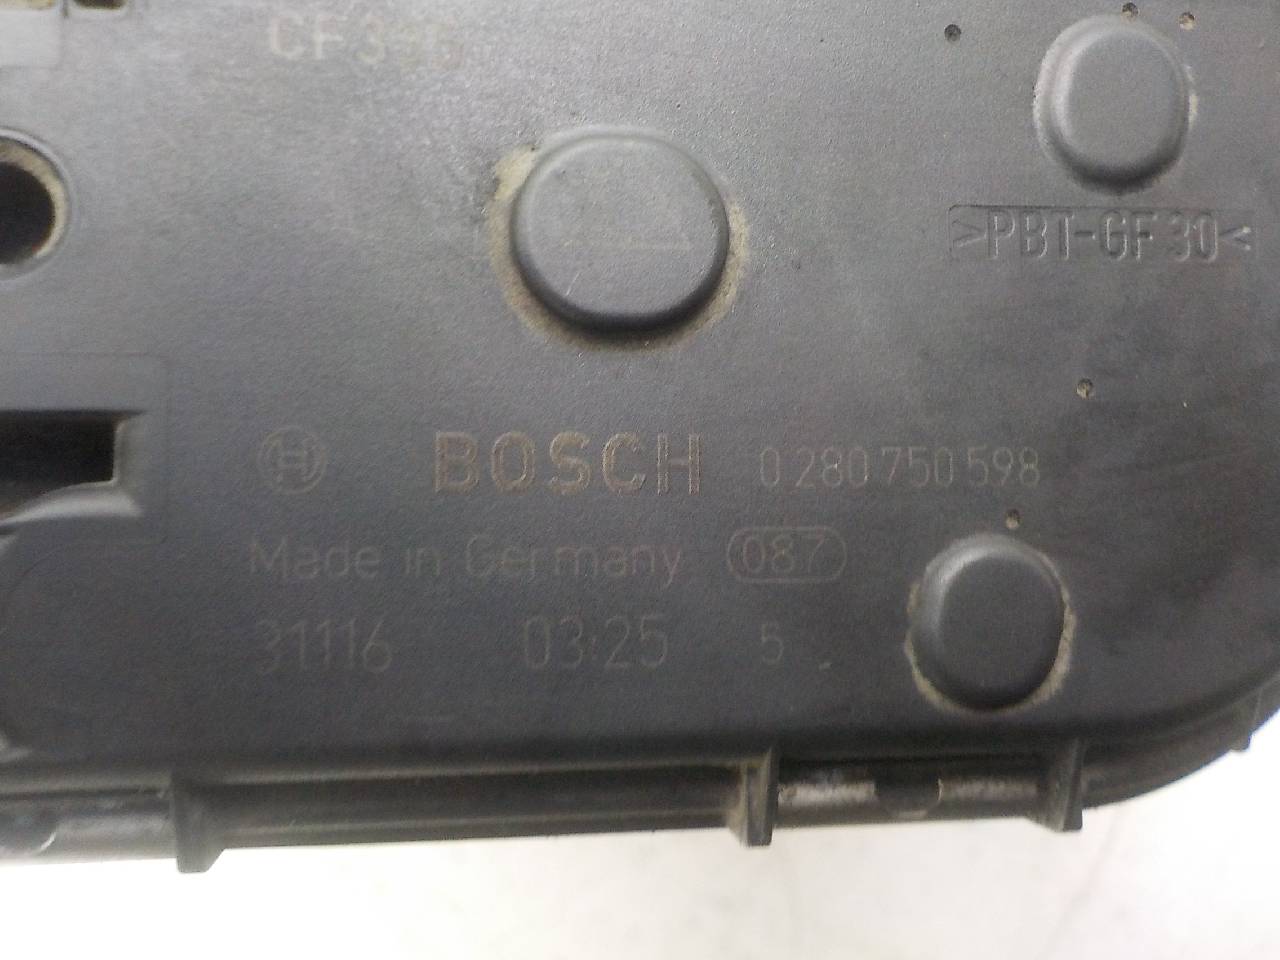 >PBT-GF30<
BOSCH 0 280 750 598
Made in Germany 087
31116 03:25 5